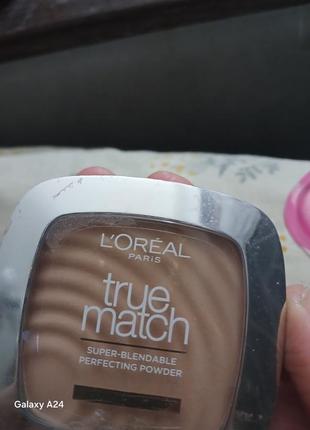 L'ORÉAL
PARIS
true
match
SUPER-BLENDABLE
PERFECTING POWDER
Galaxy A24